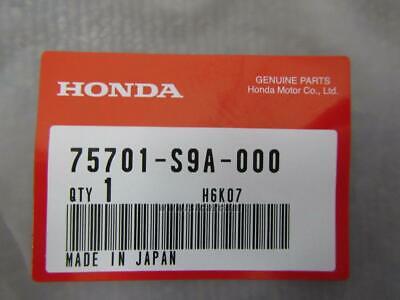 HONDA
GENUINE PARTS
Honda Motor Co., Ltd.
75701-S9A-000
QTY 1 H6K07
MADE IN JAPAN